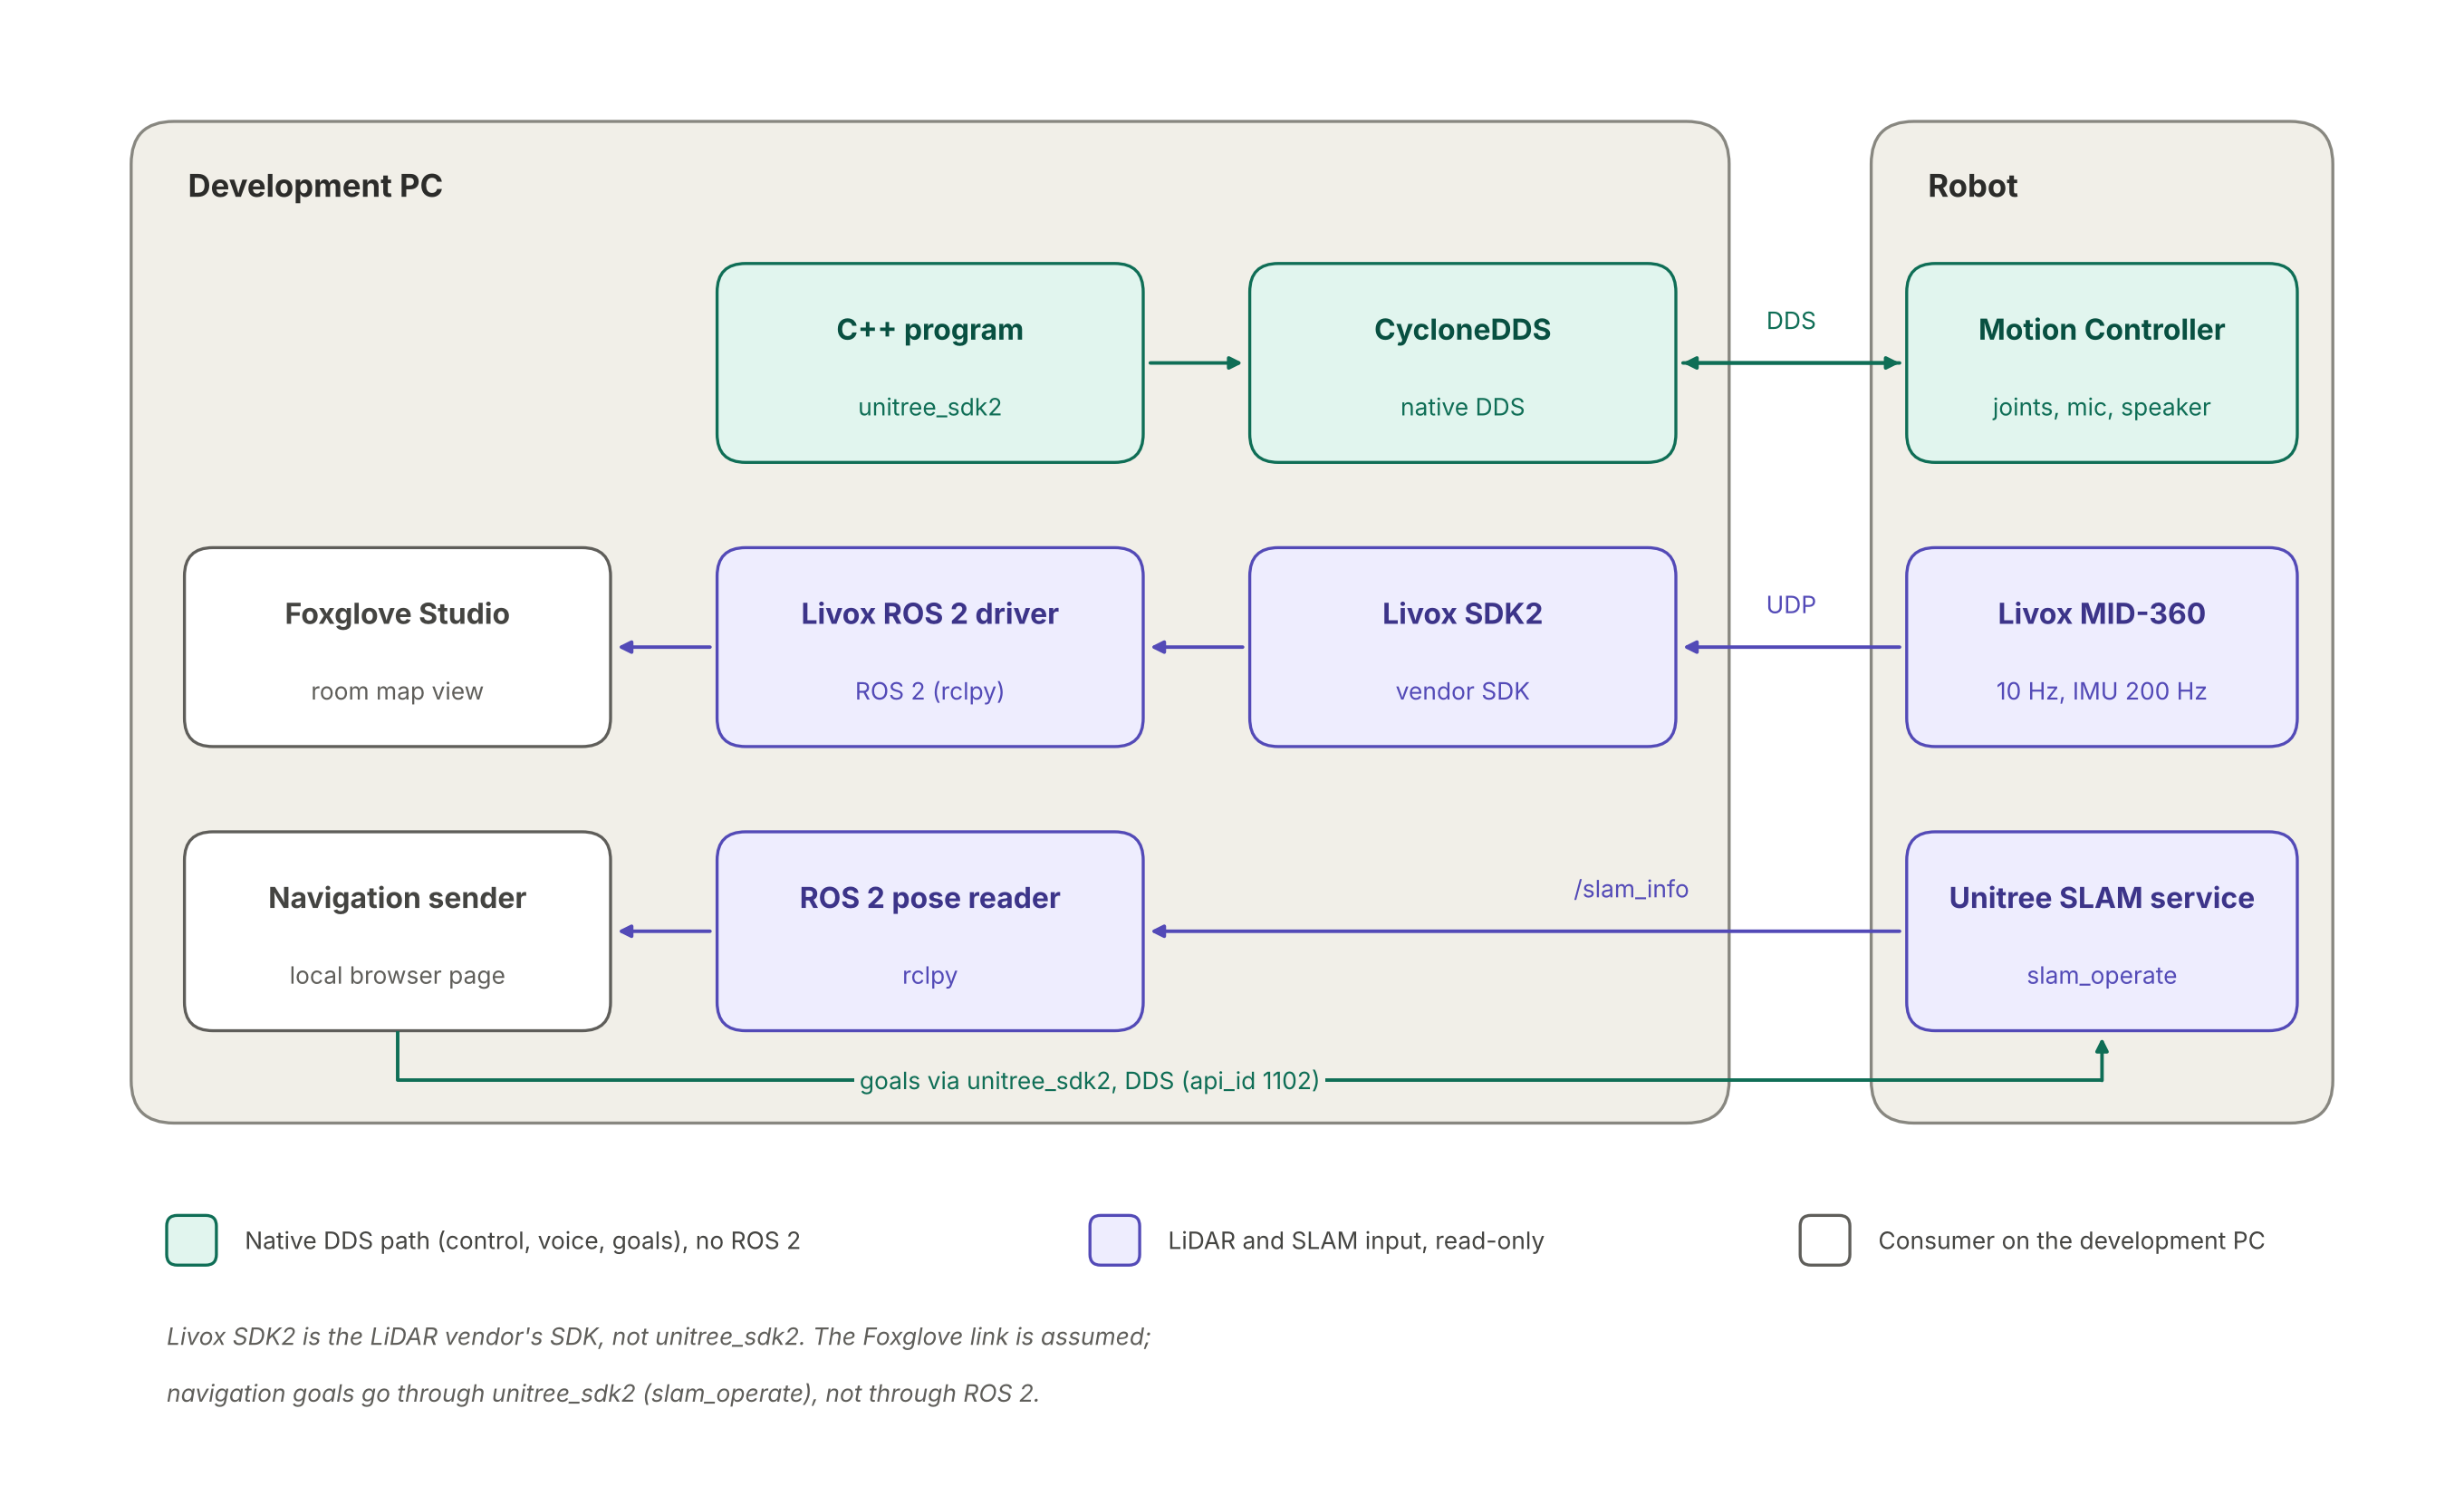 Development PC
Robot
C++ program
unitree_sdk2
CycloneDDS
native DDS
DDS
Motion Controller
joints, mic, speaker
Foxglove Studio
room map view
Livox ROS 2 driver
ROS 2 (rclpy)
Livox SDK2
vendor SDK
UDP
Livox MID-360
10 Hz, IMU 200 Hz
Navigation sender
local browser page
ROS 2 pose reader
rclpy
/slam_info
Unitree SLAM service
slam_operate
goals via unitree_sdk2, DDS (api_id 1102)
Native DDS path (control, voice, goals), no ROS 2
LiDAR and SLAM input, read-only
Consumer on the development PC
Livox SDK2 is the LiDAR vendor's SDK, not unitree_sdk2. The Foxglove link is assumed;
navigation goals go through unitree_sdk2 (slam_operate), not through ROS 2.